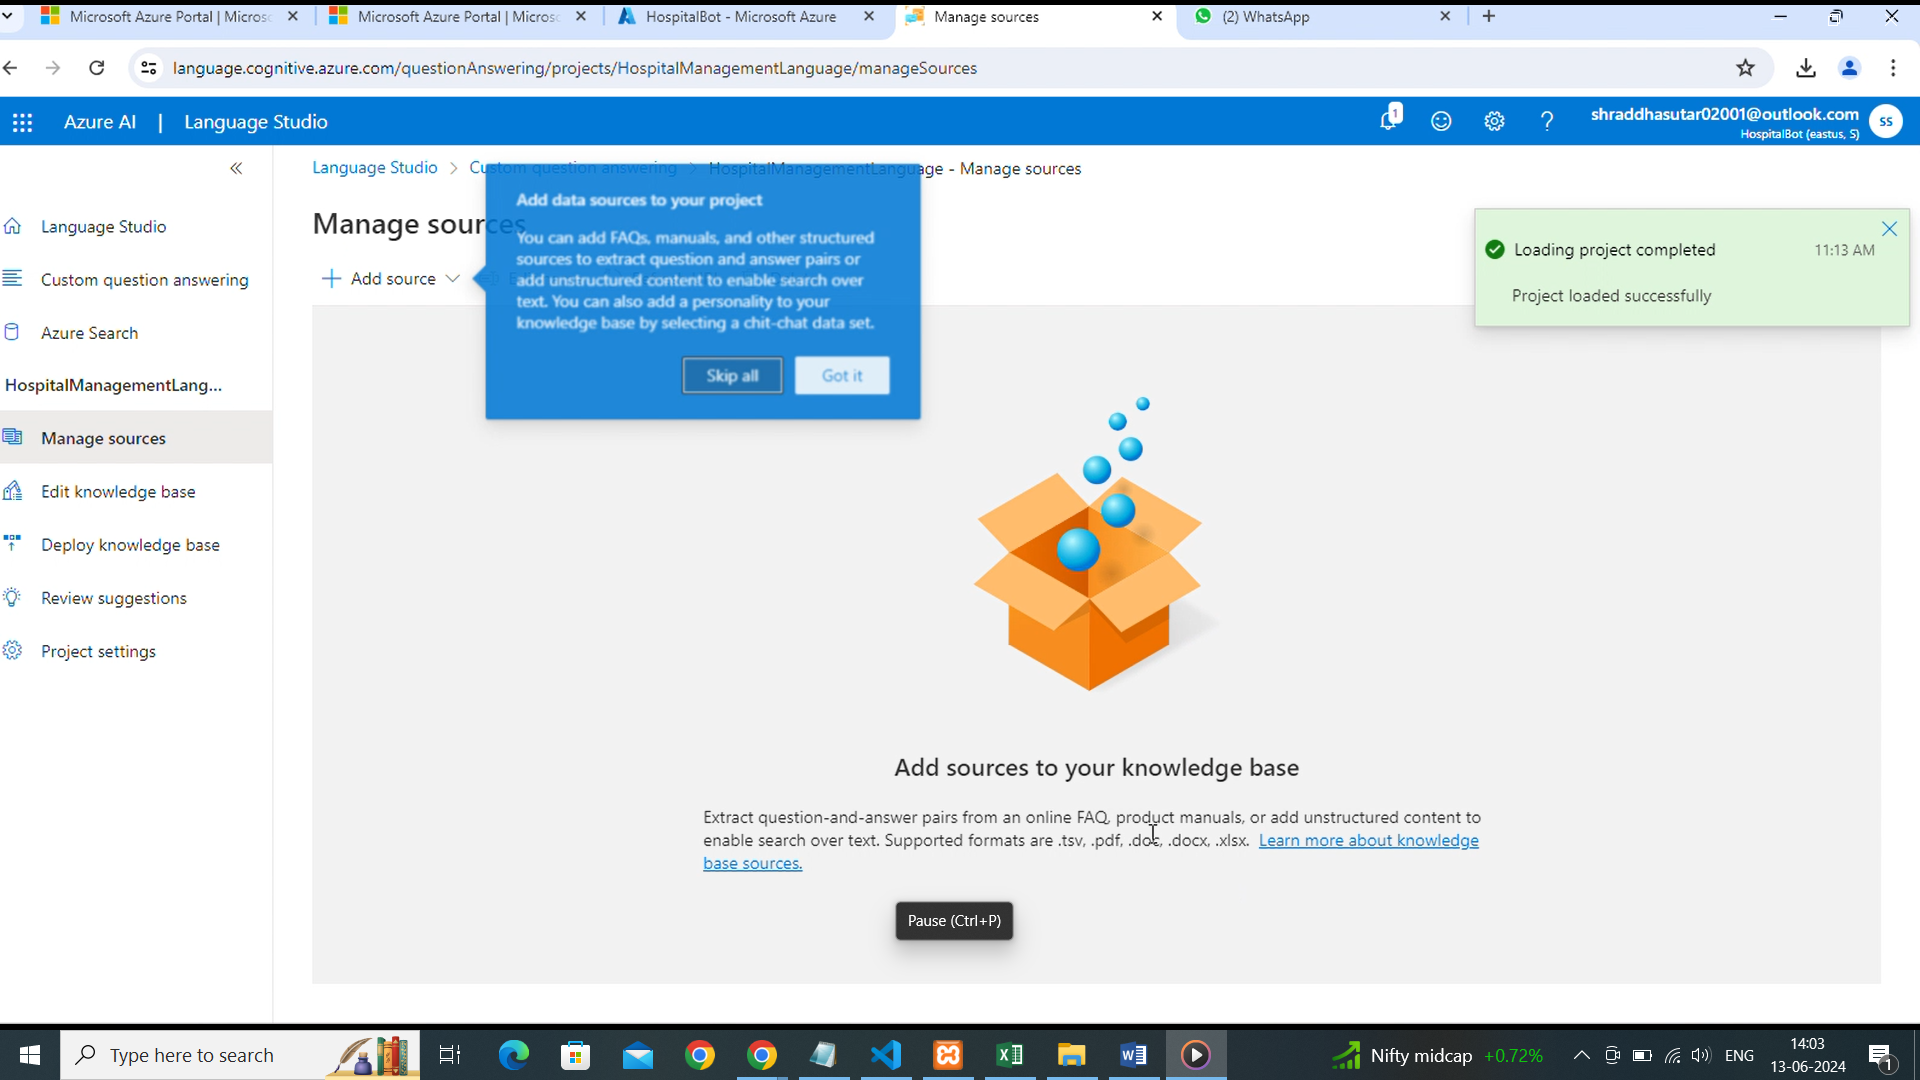 Microsoft Azure Portal | Micros
Microsoft Azure Portal | Micros
HospitalBot - Microsoft Azure
Manage sources
(2) WhatsApp
language.cognitive.azure.com/questionAnswering/projects/HospitalManagementLanguage/manageSources
Azure AI | Language Studio
1
shraddhasutar02001@outlook.com
HospitalBot (eastus, S)
SS
Language Studio > Custom question answering > HospitalManagementLanguage - Manage sources
Language Studio
Custom question answering
Azure Search
HospitalManagementLang...
Manage sources
Edit knowledge base
Deploy knowledge base
Review suggestions
Project settings
Manage sources
Add source
Add data sources to your project
You can add FAQs, manuals, and other structured
sources to extract question and answer pairs or
add unstructured content to enable search over
text. You can also add a personality to your
knowledge base by selecting a chit-chat data set.
Skip all
Got it
Loading project completed
11:13 AM
Project loaded successfully
Add sources to your knowledge base
Extract question-and-answer pairs from an online FAQ, product manuals, or add unstructured content to
enable search over text. Supported formats are .tsv, .pdf, .doc, .docx, .xlsx. Learn more about knowledge
base sources.
Pause (Ctrl+P)
Type here to search
Nifty midcap +0.72%
ENG
14:03
13-06-2024
1